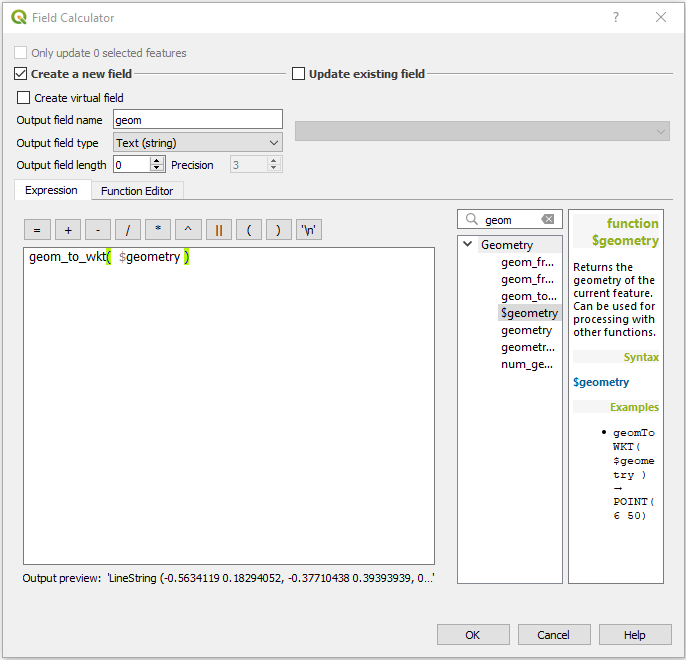 Field Calculator
?
Only update 0 selected features
Create a new field
Update existing field
Create virtual field
Output field name geom
Output field type Text (string)
Output field length 0 Precision 3
Expression Function Editor
= + - / * ^ || ( ) '\n'
geom_to_wkt( $geometry )
Output preview: 'LineString (-0.5634119 0.18294052, -0.37710438 0.39393939, 0...'
geom
Geometry
geom_fr...
geom_fr...
geom_to...
$geometry
geometry
geometr...
num_ge...
function
$geometry
Returns the
geometry of the
current feature.
Can be used for
processing with
other functions.
Syntax
$geometry
Examples
• geomTo
WKT(
$geome
try )
→
POINT(
6 50)
OK Cancel Help